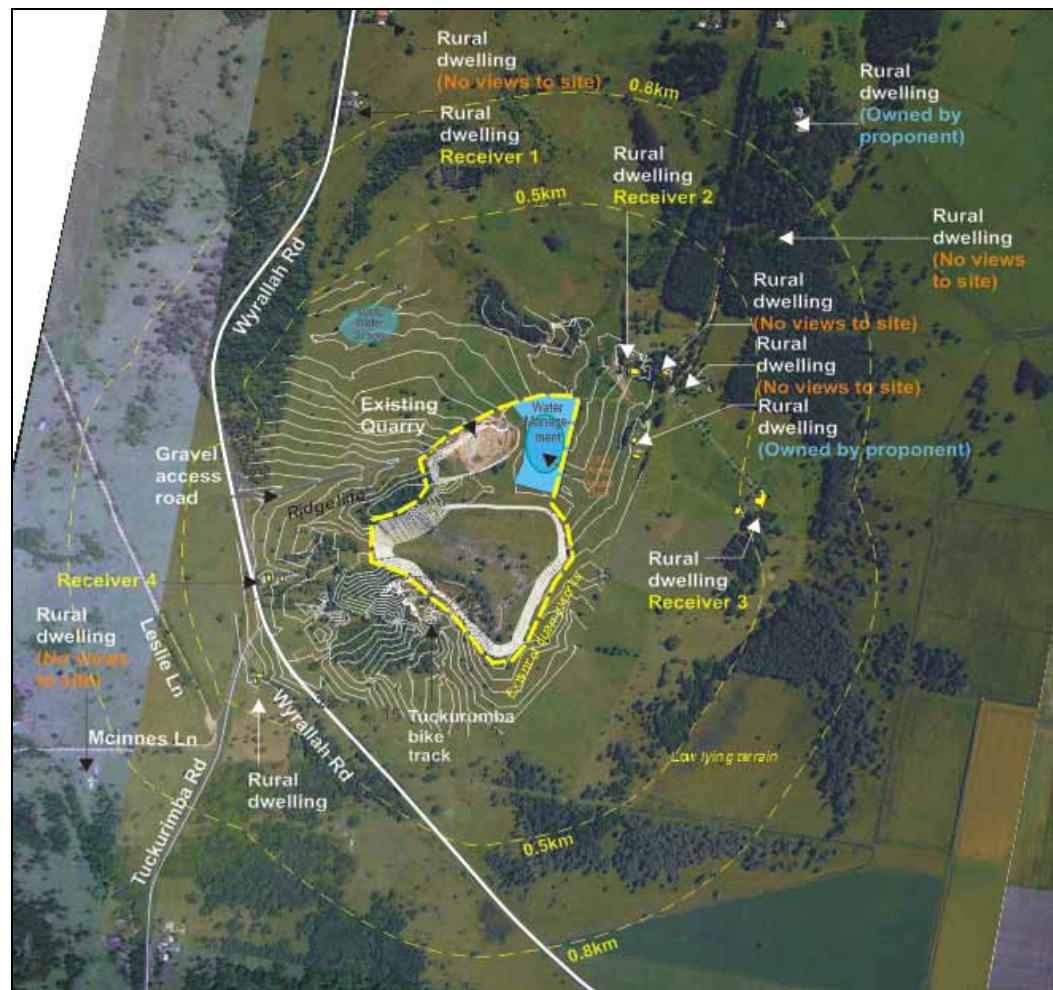 Rural
dwelling
(No views to site)
Rural
dwelling
Receiver 1
0.8km
Rural
dwelling
(Owned by
proponent)
Rural
dwelling
Receiver 2
0.5km
Rural
dwelling
(No views
to site)
Wyrallah Rd
Rural
dwelling
(No views to site)
Rural
dwelling
(No views to site)
Rural
dwelling
(Owned by proponent)
Water
Existing
Quarry
Water
Manage-
ment
Gravel
access
road
Ridgeline
Receiver 4
Rural
dwelling
Receiver 3
Rural
dwelling
(No views
to site)
Leslie Ln
Mcinnes Ln
Tuckurimba Rd
Wyrallah Rd
Rural
dwelling
Tuckurumba
bike
track
Low lying terrain
0.5km
0.8km